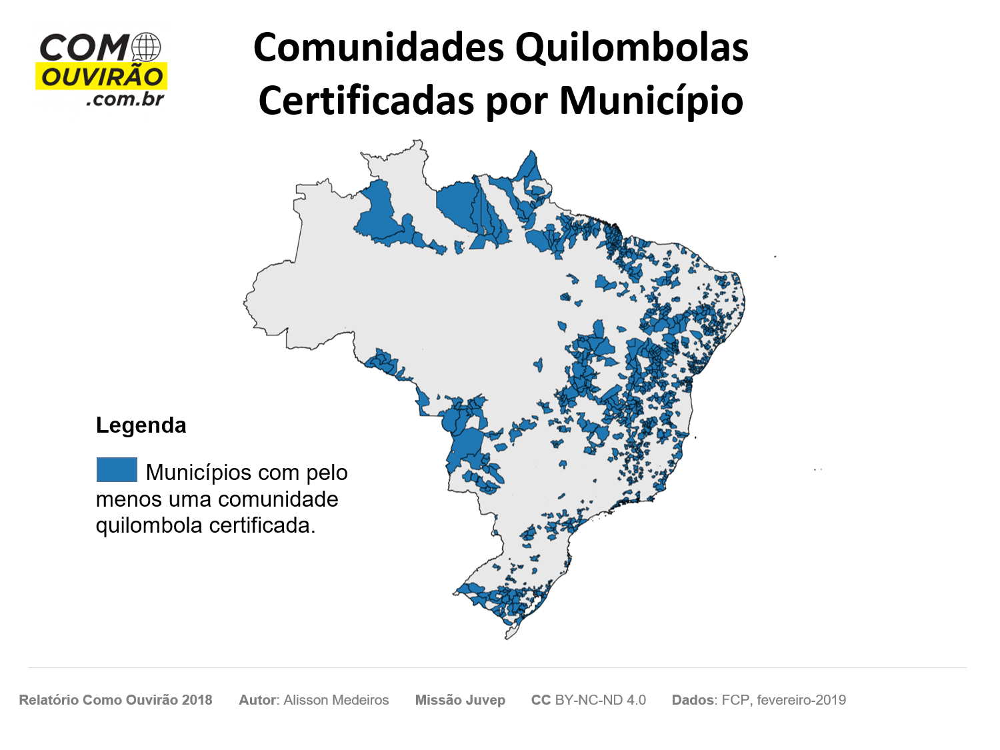 COMO
OUVIRÃO
.com.br
Comunidades Quilombolas
Certificadas por Município
Legenda
Municípios com pelo
menos uma comunidade
quilombola certificada.
Relatório Como Ouvirão 2018 Autor: Alisson Medeiros Missão Juvep CC BY-NC-ND 4.0 Dados: FCP, fevereiro-2019